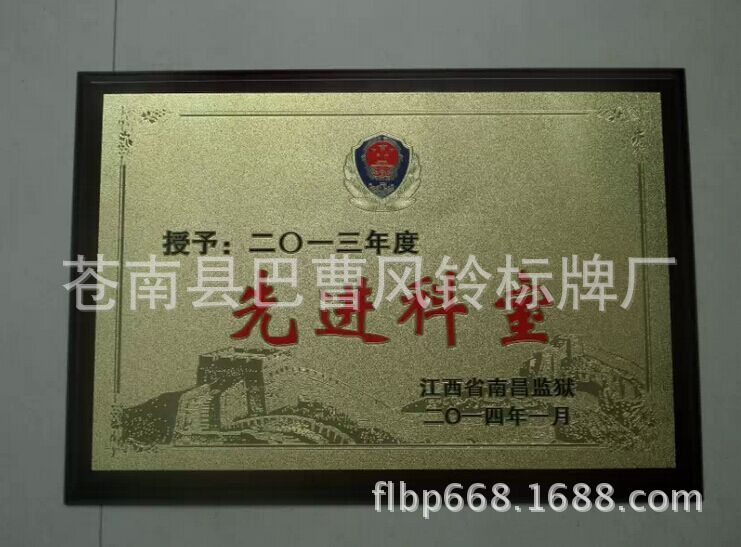 授予：二〇一三年度
苍南县巴曹风铃标牌厂
先进科室
江西省南昌监狱
二〇一四年一月
flbp668.1688.com